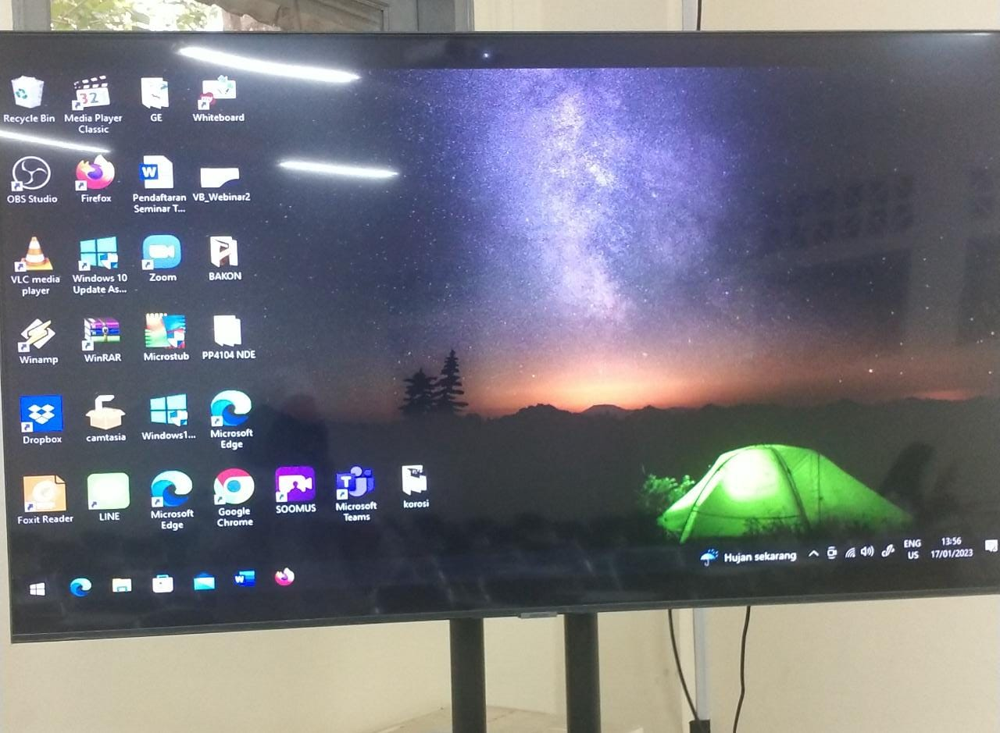 Recycle Bin
Media Player
Classic
GE
Whiteboard
OBS Studio
Firefox
Pendaftaran
Seminar T...
VB_Webinar2
VLC media
player
Windows 10
Update As...
Zoom
BAKON
Winamp
WinRAR
Microstub
PP4104 NDE
Dropbox
camtasia
Windows1...
Microsoft
Edge
Foxit Reader
LINE
Microsoft
Edge
Google
Chrome
SOOMUS
Microsoft
Teams
korosi
Hujan sekarang
ENG
US
13:56
17/01/2023